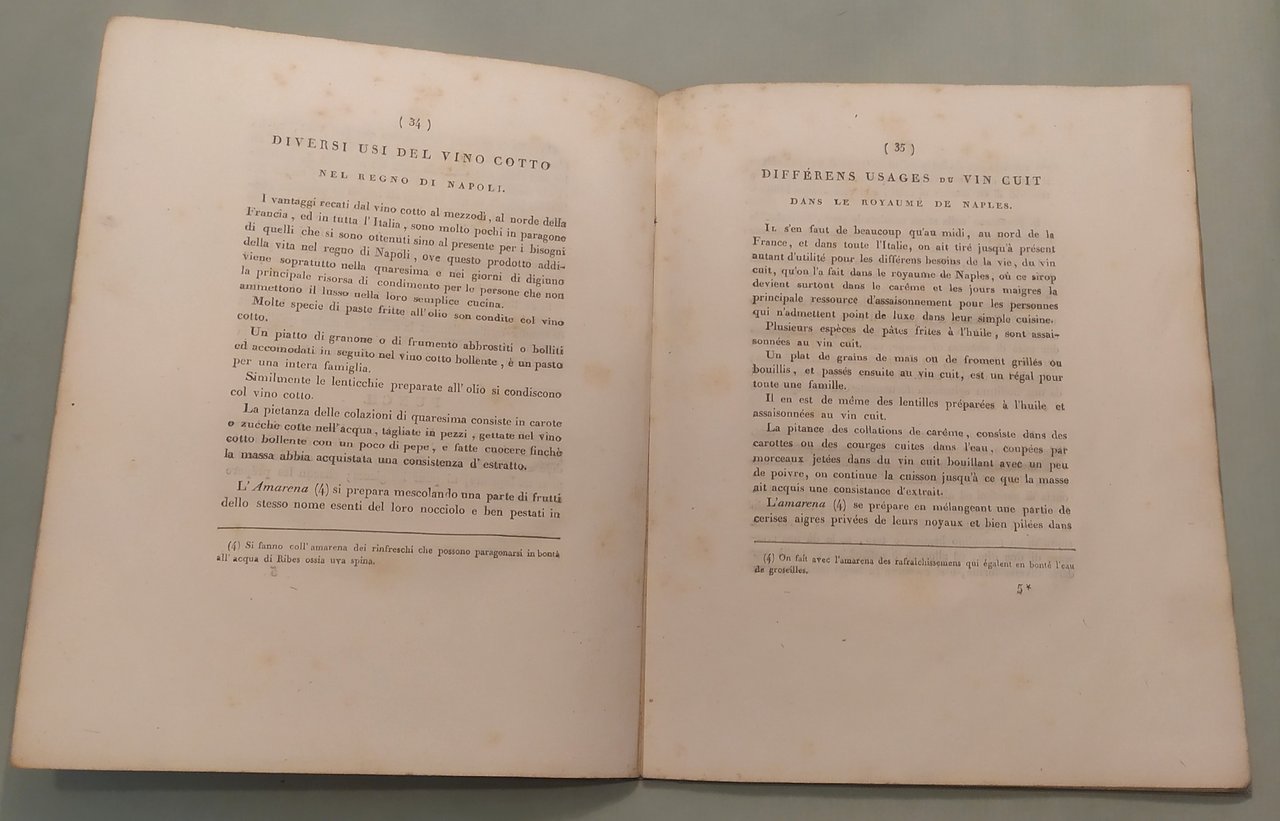 ( 34 )
DIVERSI USI DEL VINO COTTO
NEL REGNO DI NAPOLI.
I vantaggi recati dal vino cotto al mezzodì, al norde della
Francia, ed in tutta l'Italia, sono molto pochi in paragone
di quelli che si sono ottenuti sino al presente per i bisogni
della vita nel regno di Napoli, ove questo prodotto addi-
viene sopratutto nella quaresima e nei giorni di digiuno
la principale risorsa di condimento per le persone che non
ammettono il lusso nella loro semplice cucina.
Molte specie di paste fritte all'olio son condite col vino
cotto.
Un piatto di granone o di frumento abbrostiti o bolliti
ed accomodati in seguito nel vino cotto bollente, è un pasto
per una intera famiglia.
Similmente le lenticchie preparate all'olio si condiscono
col vino cotto.
La pietanza delle colazioni di quaresima consiste in carote
o zucche cotte nell'acqua, tagliate in pezzi, gettate nel vino
cotto bollente con un poco di pepe, e fatte cuocere finchè
la massa abbia acquistata una consistenza d'estratto.
L'Amarena (4) si prepara mescolando una parte di frutti
dello stesso nome esenti del loro nocciolo e ben pestati in
(4) Si fanno coll'amarena dei rinfreschi che possono paragonarsi in bontà
all'acqua di Ribes ossia uva spina.
( 35 )
DIFFÉRENS USAGES DU VIN CUIT
DANS LE ROYAUME DE NAPLES.
IL s'en faut de beaucoup qu'au midi, au nord de la
France, et dans toute l'Italie, on ait tiré jusqu'à présent
autant d'utilité pour les différens besoins de la vie, du vin
cuit, qu'on l'a fait dans le royaume de Naples, où ce sirop
devient surtout dans le carême et les jours maigres la
principale ressource d'assaisonnement pour les personnes
qui n'admettent point de luxe dans leur simple cuisine.
Plusieurs espèces de pâtes frites à l'huile, sont assai-
sonnées au vin cuit.
Un plat de grains de maïs ou de froment grillés ou
bouillis, et passés ensuite au vin cuit, est un régal pour
toute une famille.
Il en est de même des lentilles préparées à l'huile et
assaisonnées au vin cuit.
La pitance des collations de carême, consiste dans des
carottes ou des courges cuites dans l'eau, coupées par
morceaux jetées dans du vin cuit bouillant avec un peu
de poivre, on continue la cuisson jusqu'à ce que la masse
ait acquis une consistance d'extrait.
L'amarena (4) se prépare en mélangeant une partie de
cerises aigres privées de leurs noyaux et bien pilées dans
(4) On fait avec l'amarena des rafraîchissemens qui égalent en bonté l'eau
de groseilles.
5*